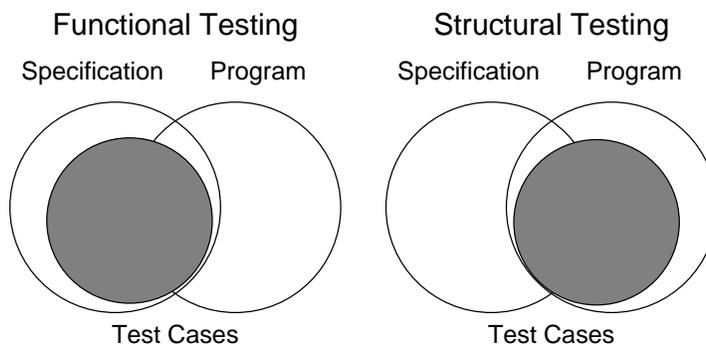 Functional Testing
Structural Testing
Specification Program
Specification Program
Test Cases
Test Cases